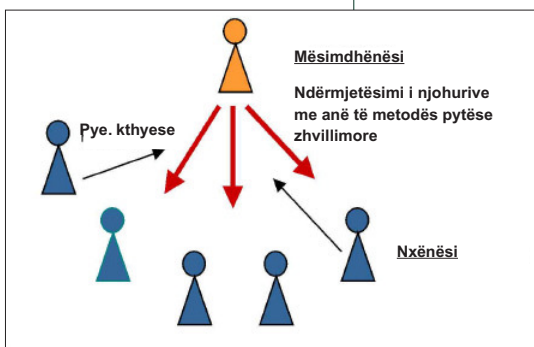 Mësimdhënësi
Ndërmjetësimi i njohurive
me anë të metodës pytëse
zhvillimore
Pye. kthyese
Nxënësi